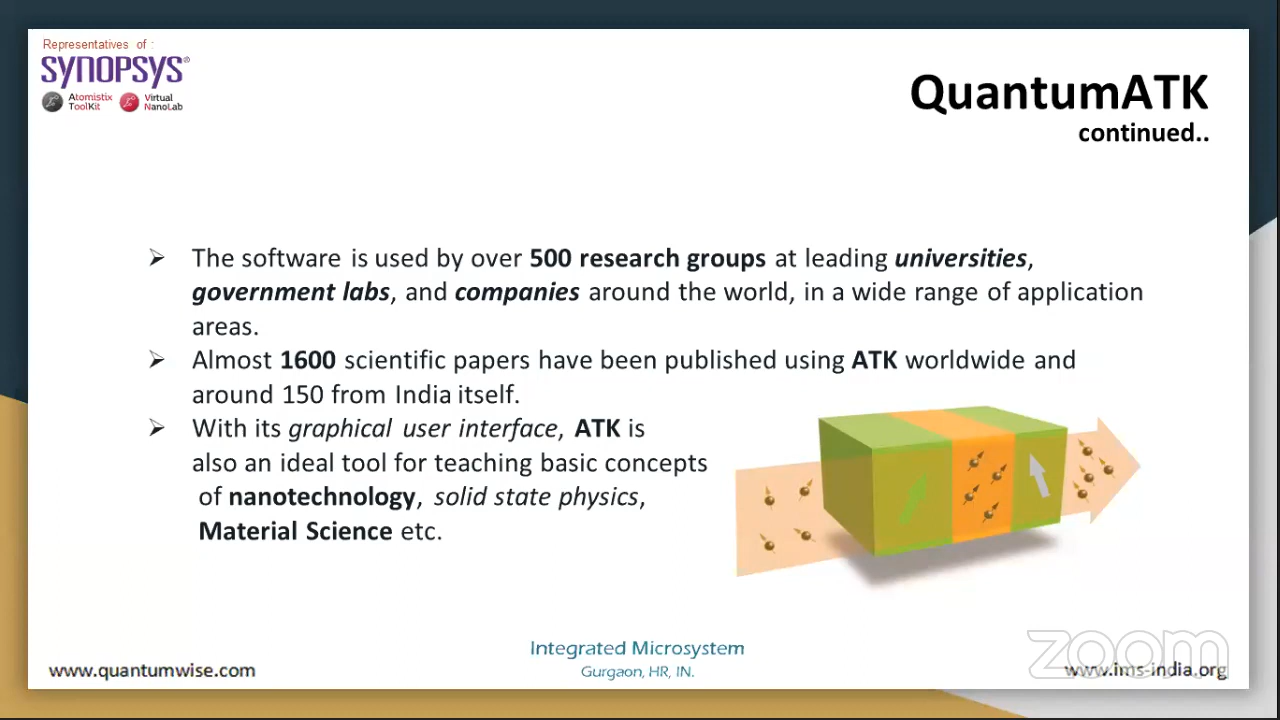 Representatives of :
SYNOPSYS®
Atomistix ToolKit
Virtual NanoLab
QuantumATK
continued..
➢ The software is used by over 500 research groups at leading universities,
government labs, and companies around the world, in a wide range of application
areas.
➢ Almost 1600 scientific papers have been published using ATK worldwide and
around 150 from India itself.
➢ With its graphical user interface, ATK is
also an ideal tool for teaching basic concepts
of nanotechnology, solid state physics,
Material Science etc.
Integrated Microsystem
Gurgaon, HR, IN.
www.quantumwise.com
zoom
www.ims-india.org